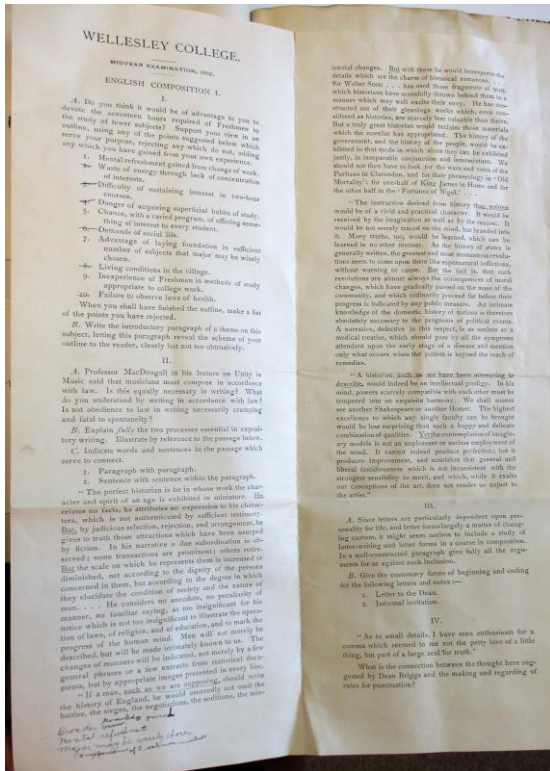 WELLESLEY COLLEGE.
MIDYEAR EXAMINATION, 1902.
ENGLISH COMPOSITION I.
I.
A. Do you think it would be of advantage to you to
devote the seventeen hours required of Freshmen to
the study of fewer subjects? Support your view in an
outline, using any of the reasons suggested below which
serve your purpose, rejecting any which do not, adding
any which you have gained from your own experience.
1. Mental refreshment gained from change of work.
2. Waste of energy through lack of concentration
of interests.
3. Difficulty of sustaining interest in two-hour
courses.
4. Danger of acquiring superficial habits of study.
5. Chance, with a varied program, of offering some-
thing of interest to every student.
6. Demands of social life.
7. Advantage of laying foundation in sufficient
number of subjects that major may be wisely
chosen.
8. Living conditions in the village.
9. Inexperience of Freshmen in methods of study
appropriate to college work.
10. Failure to observe laws of health.
When you shall have finished the outline, make a list
of the points you have rejected.
B. Write the introductory paragraph of a theme on this
subject, letting this paragraph reveal the scheme of your
outline to the reader, clearly but not too obtrusively.
II.
A. Professor MacDougall in his lecture on Unity in
Music said that musicians must compose in accordance
with law. Is this equally necessary in writing? What
do you understand by writing in accordance with law?
Is not obedience to law in writing necessarily cramping
and fatal to spontaneity?
B. Explain fully the two processes essential in exposi-
tory writing. Illustrate by reference to the passage below.
C. Indicate words and sentences in the passage which
serve to connect.
1. Paragraph with paragraph.
2. Sentence with sentence within the paragraph.
"The perfect historian is he in whose work the char-
acter and spirit of an age is exhibited in miniature. He
relates no facts, he attributes no expression to his charac-
ters, which is not authenticated by sufficient testimony.
But, by judicious selection, rejection, and arrangement, he
gives to truth those attractions which have been usurped
by fiction. In his narrative a due subordination is ob-
served; some transactions are prominent; others retire.
But the scale on which he represents them is increased or
diminished, not according to the dignity of the persons
concerned in them, but according to the degree in which
they elucidate the condition of society and the nature of
man. . . . He considers no anecdote, no peculiarity of
manner, no familiar saying, as too insignificant for his
notice which is not too insignificant to illustrate the opera-
tion of laws, of religion, and of education, and to mark the
progress of the human mind. Men will not merely be
described, but will be made intimately known to us. The
changes of manners will be indicated, not merely by a few
general phrases or a few extracts from statistical docu-
ments, but by appropriate images presented in every line.
"If a man, such as we are supposing, should write
the history of England, he would assuredly not omit the
battles, the sieges, the negotiations, the seditions, the min-
Mental refreshment
Major may be wisely chosen
isterial changes. But with these he would intersperse the
details which are the charm of historical romances. . . .
Sir Walter Scott . . . has used those fragments of truth
which historians have scornfully thrown behind them in a
manner which may well excite their envy. He has con-
structed out of their gleanings works which, even con-
sidered as histories, are scarcely less valuable than theirs.
But a truly great historian would reclaim those materials
which the novelist has appropriated. The history of the
government, and the history of the people, would be ex-
hibited in that mode in which alone they can be exhibited
justly, in inseparable conjunction and intermixture. We
should not then have to look for the wars and votes of the
Puritans in Clarendon, and for their phraseology in 'Old
Mortality'; for one-half of King James in Hume and for
the other half in the 'Fortunes of Nigel.' . . .
"The instruction derived from history thus written
would be of a vivid and practical character. It would be
received by the imagination as well as by the reason. It
would be not merely traced on the mind, but branded into
it. Many truths, too, would be learned, which can be
learned in no other manner. As the history of states is
generally written, the greatest and most momentous revolu-
tions seem to come upon them like supernatural inflictions,
without warning or cause. But the fact is, that such
revolutions are almost always the consequences of moral
changes, which have gradually passed on the mass of the
community, and which ordinarily proceed far before their
progress is indicated by any public measure. An intimate
knowledge of the domestic history of nations is therefore
absolutely necessary to the prognosis of political events.
A narrative, defective in this respect, is as useless as a
medical treatise, which should pass by all the symptoms
attendant upon the early stage of a disease and mention
only what occurs when the patient is beyond the reach of
remedies.
"A historian, such as we have been attempting to
describe, would indeed be an intellectual prodigy. In his
mind, powers scarcely compatible with each other must be
tempered into an exquisite harmony. We shall sooner
see another Shakespeare or another Homer. The highest
excellence to which any single faculty can be brought
would be less surprising than such a happy and delicate
combination of qualities. Yet the contemplation of imagin-
ary models is not an unpleasant or useless employment of
the mind. It cannot indeed produce perfection; but it
produces improvement, and nourishes that generous and
liberal fastidiousness which is not inconsistent with the
strongest sensibility to merit, and which, while it exalts
our conceptions of the art, does not render us unjust to
the artist."
III.
A. Since letters are particularly dependent upon per-
sonality for life, and letter forms largely a matter of chang-
ing custom, it might seem useless to include a study of
letter-writing and letter forms in a course in composition.
In a well-constructed paragraph give fully all the argu-
ments for or against such inclusion.
B. Give the customary forms of beginning and ending
for the following letters and notes:—
1. Letter to the Dean.
2. Informal invitation.
IV.
"As to small details, I have seen enthusiasm for a
comma which seemed to me not the petty love of a little
thing, but part of a large zeal for truth."
What is the connection between the thought here sug-
gested by Dean Briggs and the making and regarding of
rules for punctuation?